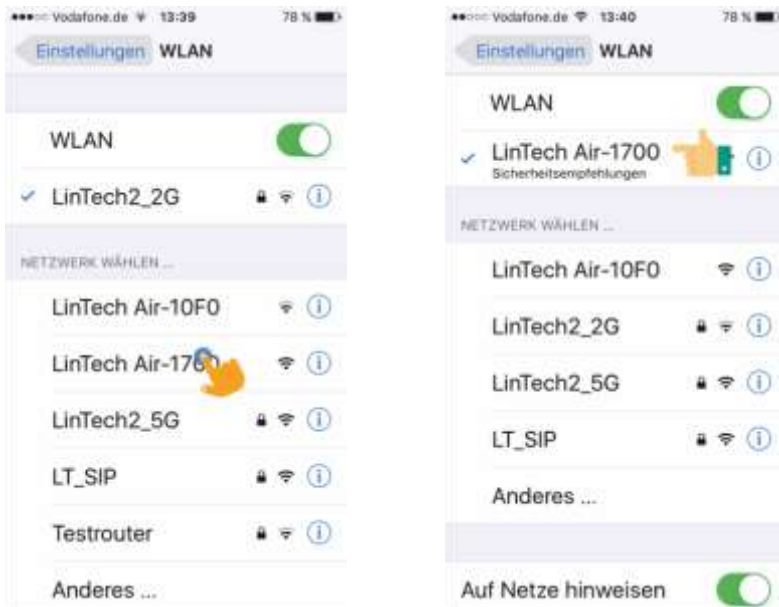 Vodafone.de 13:39 78 %
Einstellungen WLAN
WLAN
LinTech2_2G
NETZWERK WÄHLEN ...
LinTech Air-10F0
LinTech Air-1700
LinTech2_5G
LT_SIP
Testrouter
Anderes ...
Vodafone.de 13:40 78 %
Einstellungen WLAN
WLAN
LinTech Air-1700
Sicherheitsempfehlungen
NETZWERK WÄHLEN ...
LinTech Air-10F0
LinTech2_2G
LinTech2_5G
LT_SIP
Anderes ...
Auf Netze hinweisen